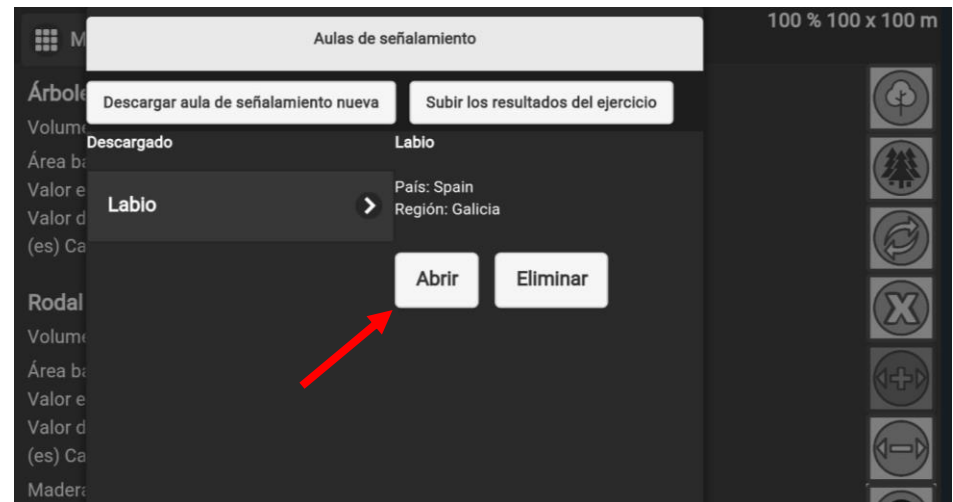 100 % 100 x 100 m
M
Aulas de señalamiento
Descargar aula de señalamiento nueva
Subir los resultados del ejercicio
Descargado
Labio
Labio
País: Spain
Región: Galicia
Abrir
Eliminar
Árbole
Volume
Área ba
Valor e
Valor d
(es) Ca
Rodal
Volume
Área ba
Valor e
Valor d
(es) Ca
Madera